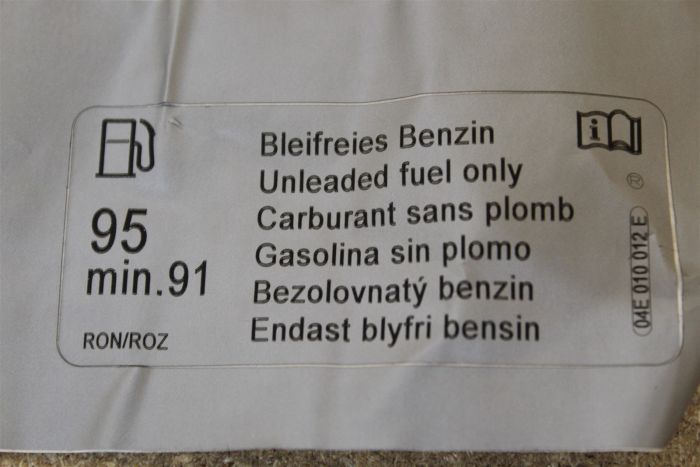 95
min.91
RON/ROZ
Bleifreies Benzin
Unleaded fuel only
Carburant sans plomb
Gasolina sin plomo
Bezolovnatý benzin
Endast blyfri bensin
i
04E 010 012 E